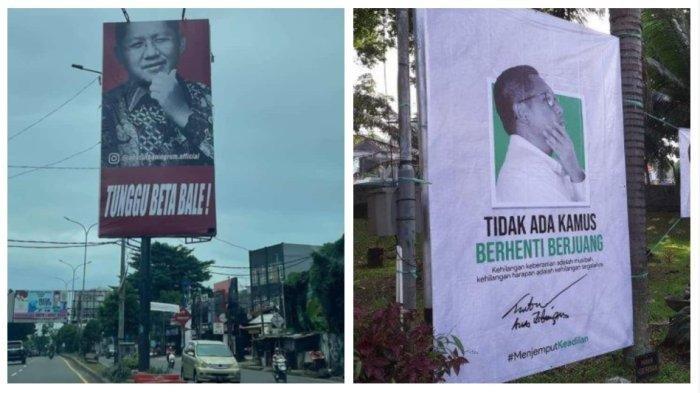 @anasurbaningrum.official
TUNGGU BETA BALE!
TIDAK ADA KAMUS
BERHENTI BERJUANG
Kehilangan keberanian adalah musibah,
kehilangan harapan adalah kehilangan segalanya.
#MenjemputKeadilan